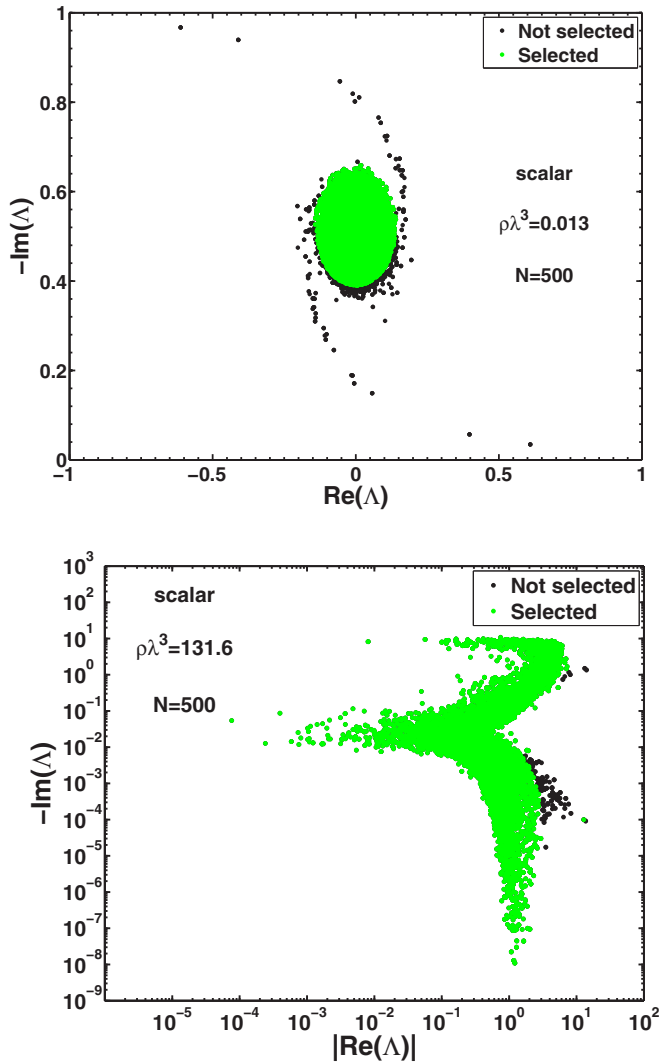 1
Not selected
Selected
0.8
scalar
0.6
ρλ³=0.013
−Im(Λ)
0.4
N=500
0.2
0
−1 −0.5 0 0.5 1
Re(Λ)
10³
Not selected
Selected
scalar
10²
10¹
ρλ³=131.6
10⁰
N=500
10⁻¹
10⁻²
−Im(Λ)
10⁻³
10⁻⁴
10⁻⁵
10⁻⁶
10⁻⁷
10⁻⁸
10⁻⁹
10⁻⁵ 10⁻⁴ 10⁻³ 10⁻² 10⁻¹ 10⁰ 10¹ 10²
|Re(Λ)|